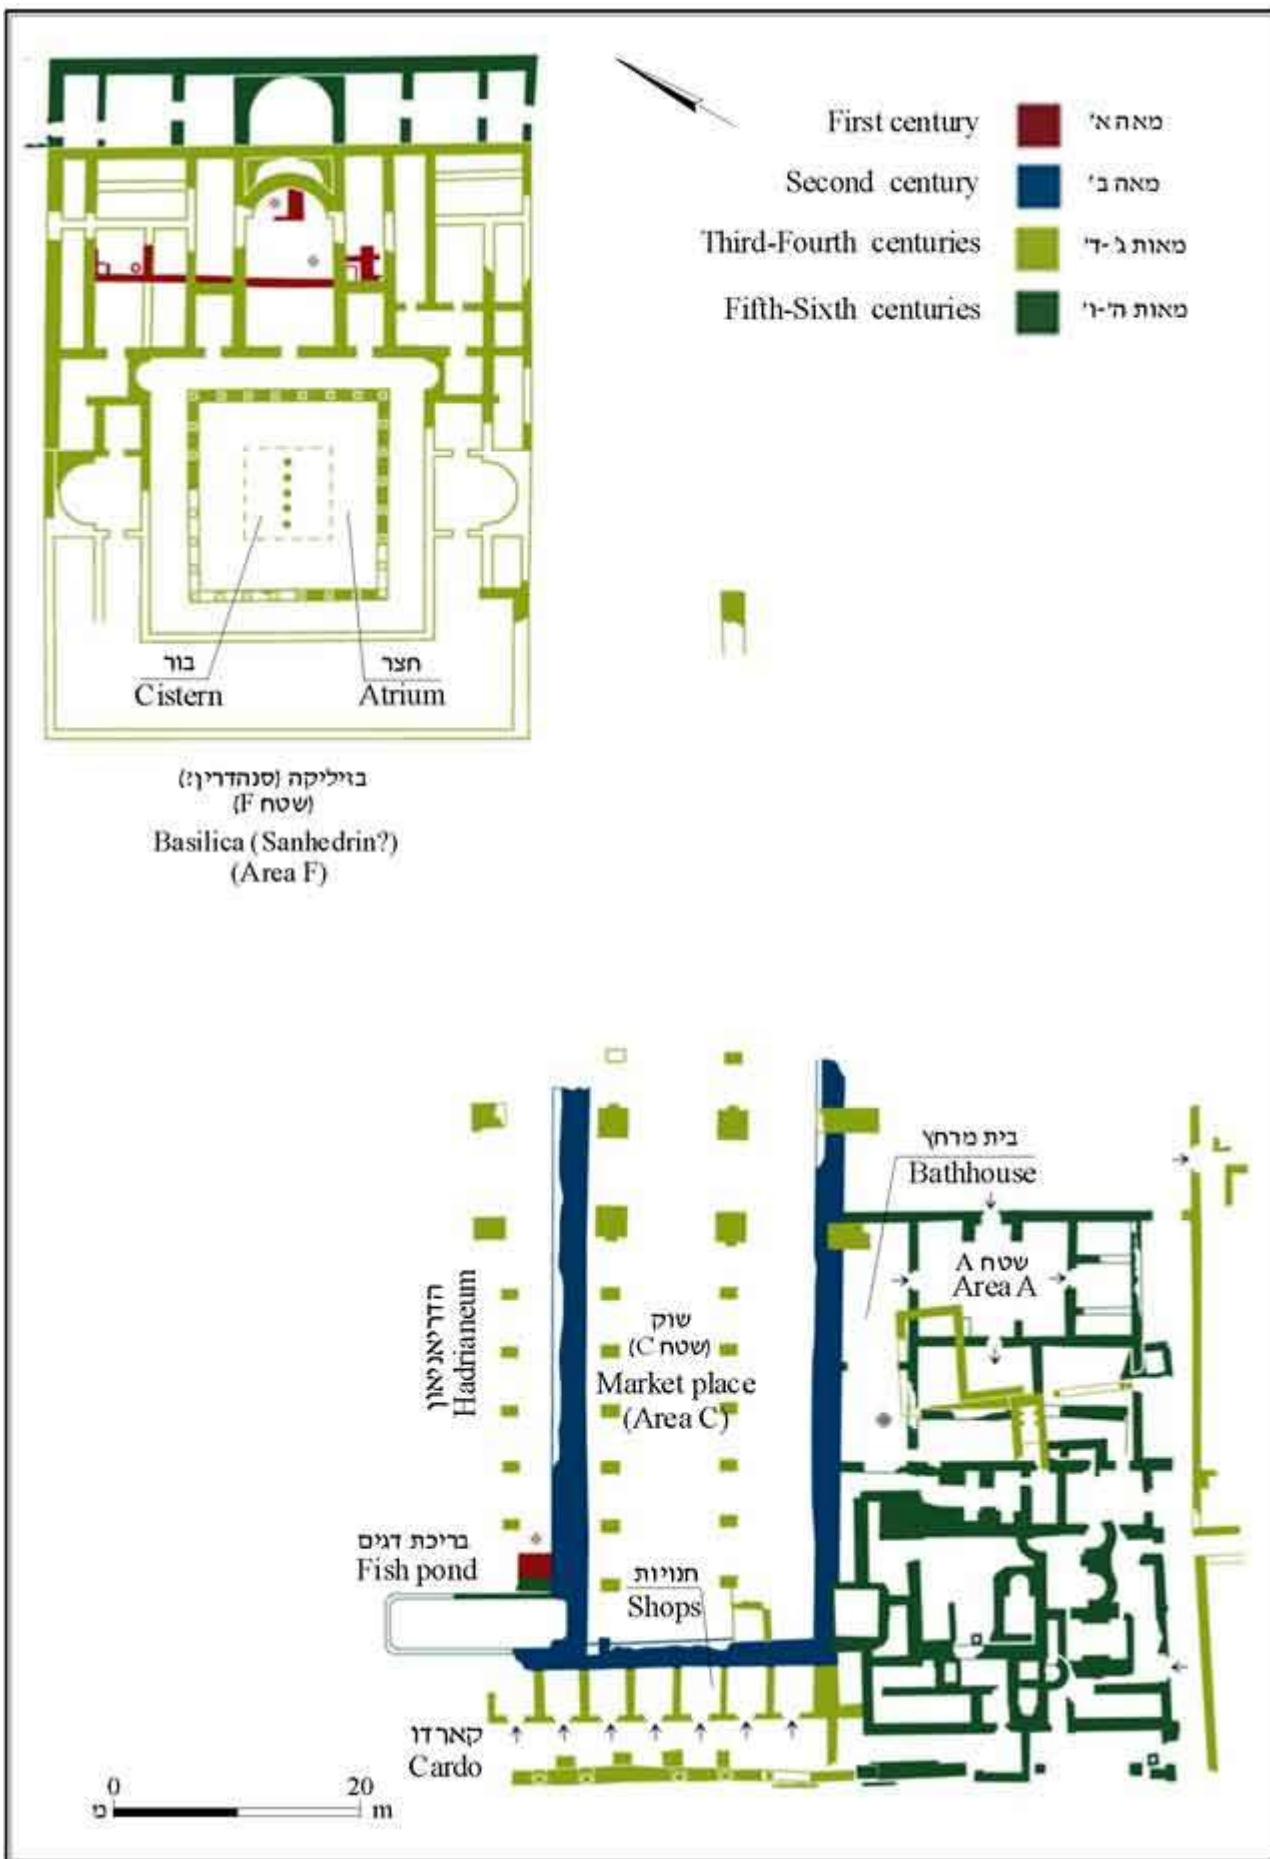 First century
מאה א'
Second century
מאה ב'
Third-Fourth centuries
מאות ג'-ד'
Fifth-Sixth centuries
מאות ה'-ו'
בור
Cistern
חצר
Atrium
בזיליקה (סנהדרין?)
(שטח F)
Basilica (Sanhedrin?)
(Area F)
בית מרחץ
Bathhouse
שטח A
Area A
הדריאניאון
Hadrianeum
שוק
(שטח C)
Market place
(Area C)
בריכת דגים
Fish pond
חנויות
Shops
קארדו
Cardo
0 20
מ m